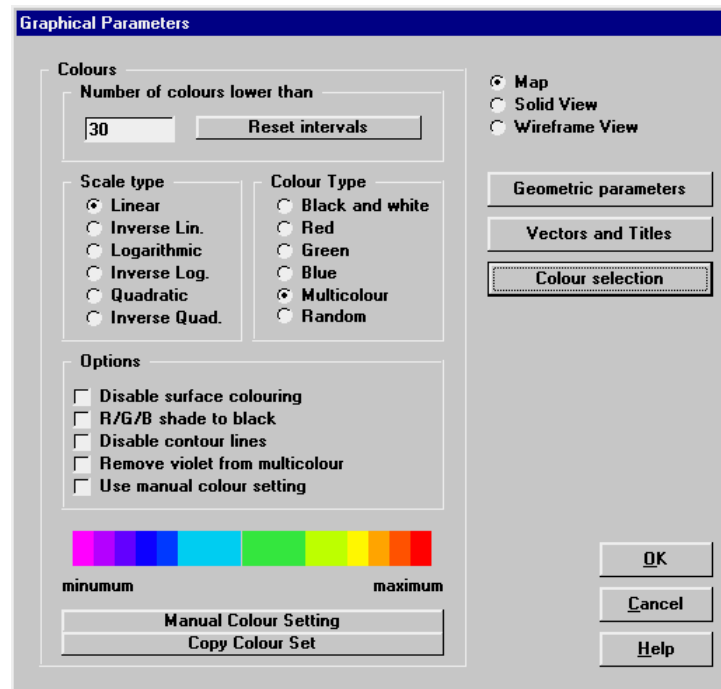 Graphical Parameters
Colours
Number of colours lower than
30
Reset intervals
Scale type
Linear
Inverse Lin.
Logarithmic
Inverse Log.
Quadratic
Inverse Quad.
Colour Type
Black and white
Red
Green
Blue
Multicolour
Random
Options
Disable surface colouring
R/G/B shade to black
Disable contour lines
Remove violet from multicolour
Use manual colour setting
minumum
maximum
Manual Colour Setting
Copy Colour Set
Map
Solid View
Wireframe View
Geometric parameters
Vectors and Titles
Colour selection
OK
Cancel
Help